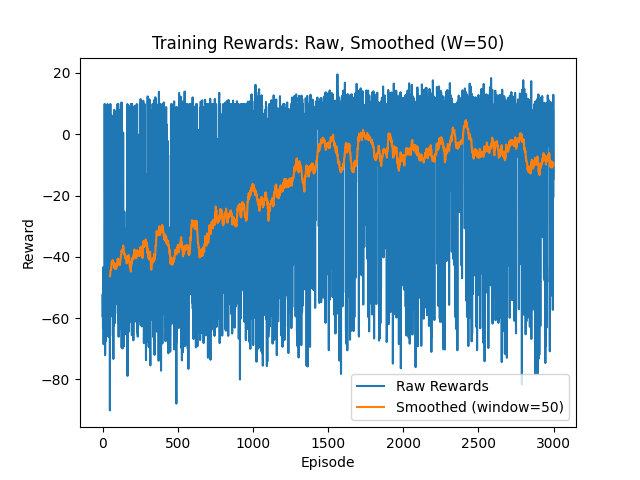 Training Rewards: Raw, Smoothed (W=50)
20
0
−20
−40
−60
−80
Reward
0
500
1000
1500
2000
2500
3000
Episode
Raw Rewards
Smoothed (window=50)